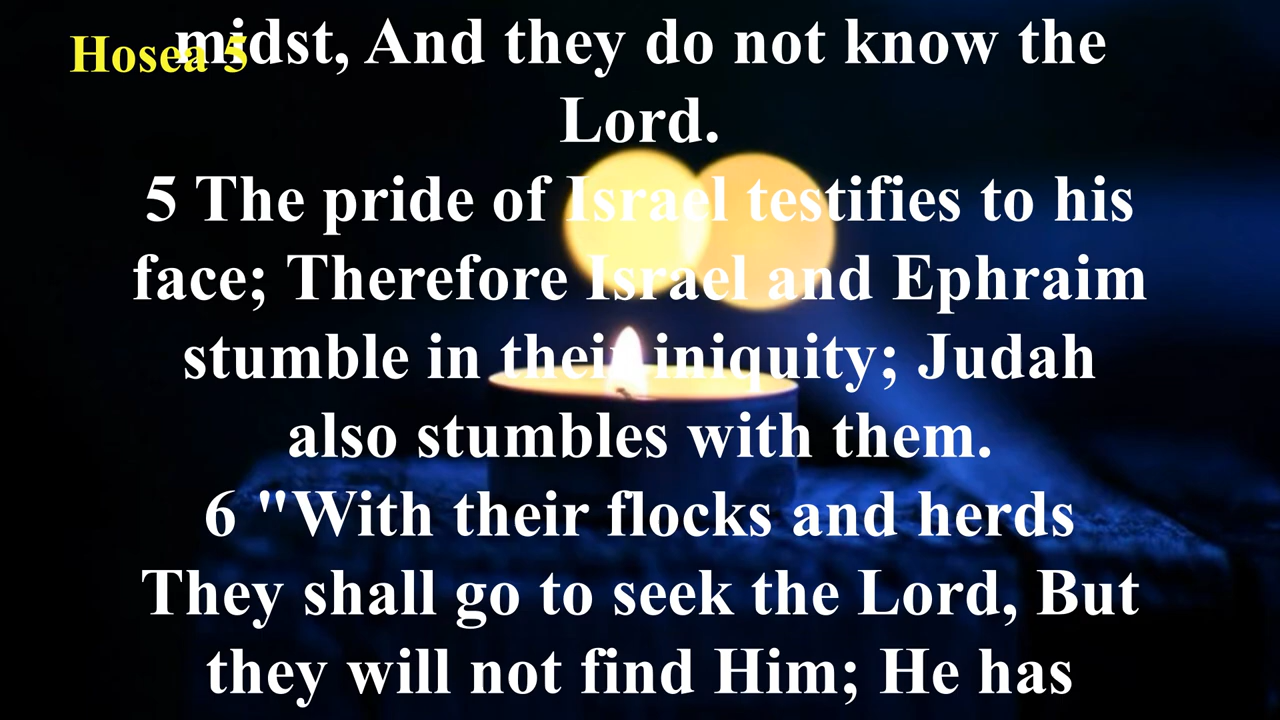 Hosea 5
midst, And they do not know the
Lord.
5 The pride of Israel testifies to his
face; Therefore Israel and Ephraim
stumble in their iniquity; Judah
also stumbles with them.
6 "With their flocks and herds
They shall go to seek the Lord, But
they will not find Him; He has